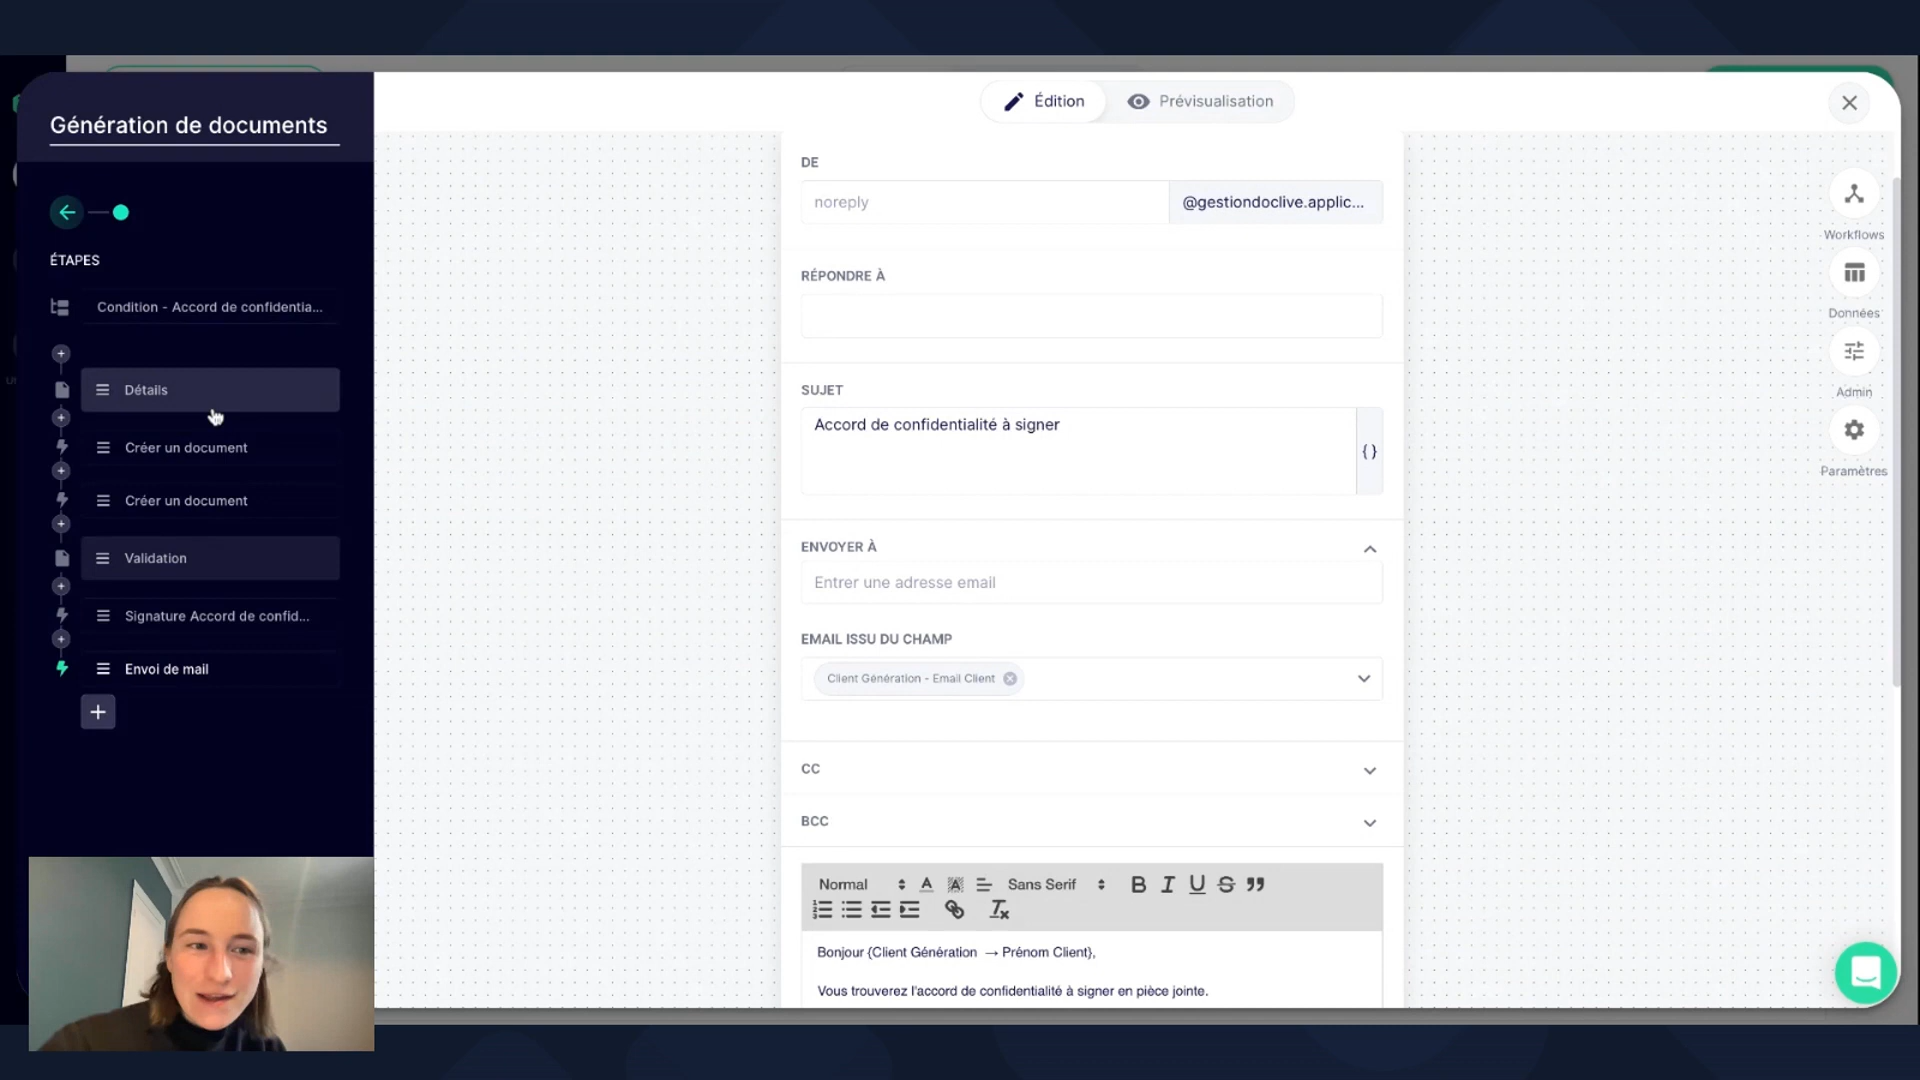 Génération de documents
ÉTAPES
Condition - Accord de confidentia...
Détails
Créer un document
Créer un document
Validation
Signature Accord de confid...
Envoi de mail
Édition
Prévisualisation
DE
noreply
@gestiondoclive.applic...
RÉPONDRE À
SUJET
Accord de confidentialité à signer
{ }
ENVOYER À
Entrer une adresse email
EMAIL ISSU DU CHAMP
Client Génération - Email Client
CC
BCC
Normal
Sans Serif
Bonjour {Client Génération → Prénom Client},
Vous trouverez l'accord de confidentialité à signer en pièce jointe.
Workflows
Données
Admin
Paramètres